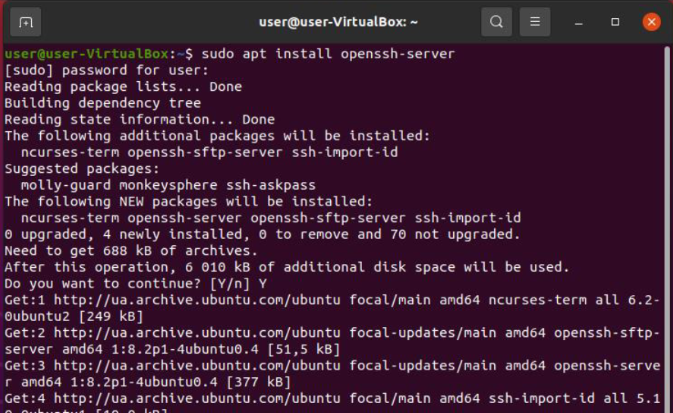 user@user-VirtualBox: ~
user@user-VirtualBox:~$ sudo apt install openssh-server
[sudo] password for user:
Reading package lists... Done
Building dependency tree
Reading state information... Done
The following additional packages will be installed:
  ncurses-term openssh-sftp-server ssh-import-id
Suggested packages:
  molly-guard monkeysphere ssh-askpass
The following NEW packages will be installed:
  ncurses-term openssh-server openssh-sftp-server ssh-import-id
0 upgraded, 4 newly installed, 0 to remove and 70 not upgraded.
Need to get 688 kB of archives.
After this operation, 6 010 kB of additional disk space will be used.
Do you want to continue? [Y/n] Y
Get:1 http://ua.archive.ubuntu.com/ubuntu focal/main amd64 ncurses-term all 6.2-
0ubuntu2 [249 kB]
Get:2 http://ua.archive.ubuntu.com/ubuntu focal-updates/main amd64 openssh-sftp-
server amd64 1:8.2p1-4ubuntu0.4 [51,5 kB]
Get:3 http://ua.archive.ubuntu.com/ubuntu focal-updates/main amd64 openssh-serve
r amd64 1:8.2p1-4ubuntu0.4 [377 kB]
Get:4 http://ua.archive.ubuntu.com/ubuntu focal/main amd64 ssh-import-id all 5.1